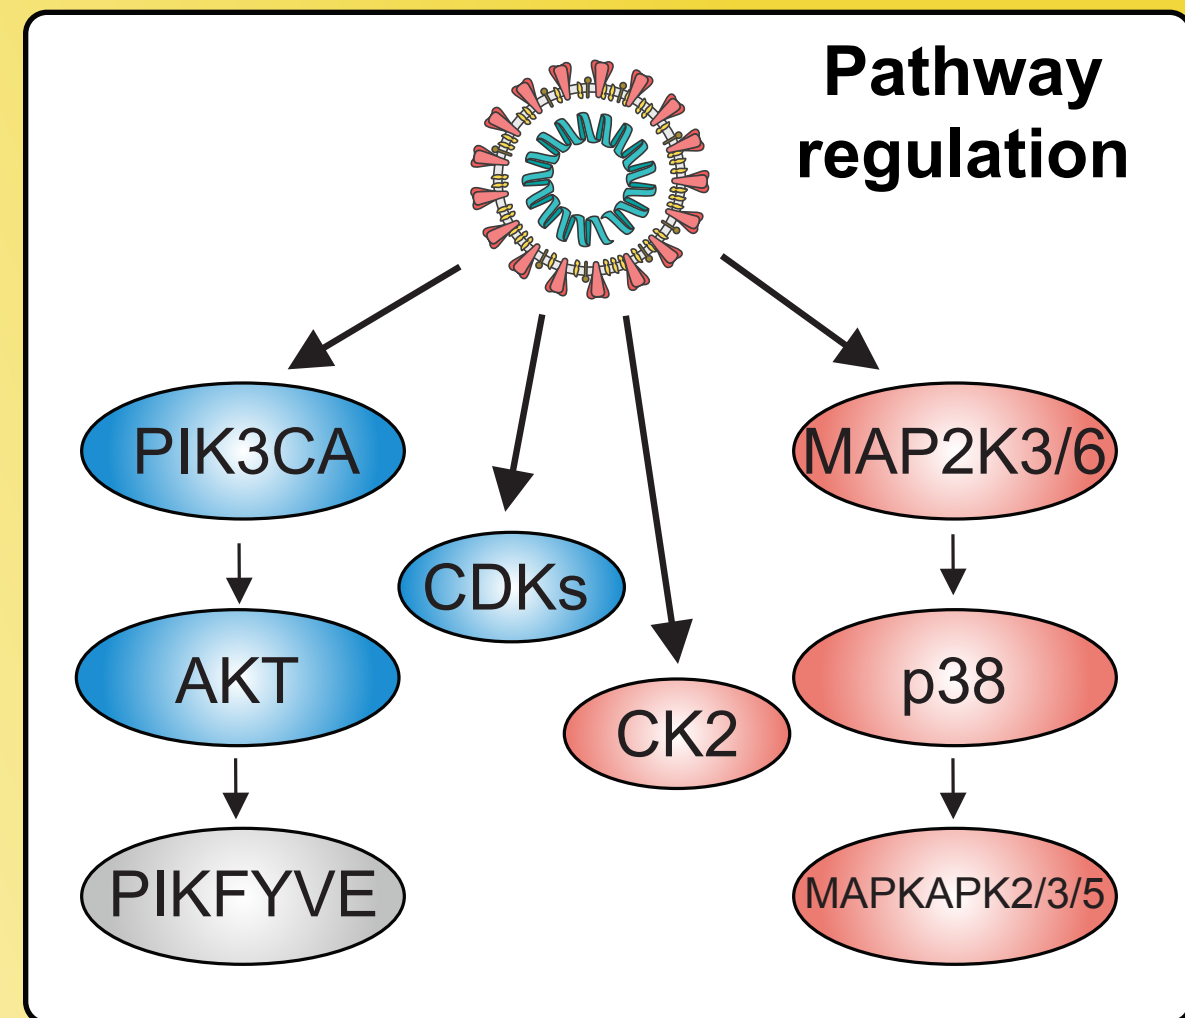 Pathway
regulation
PIK3CA
MAP2K3/6
CDKs
AKT
p38
CK2
PIKFYVE
MAPKAPK2/3/5